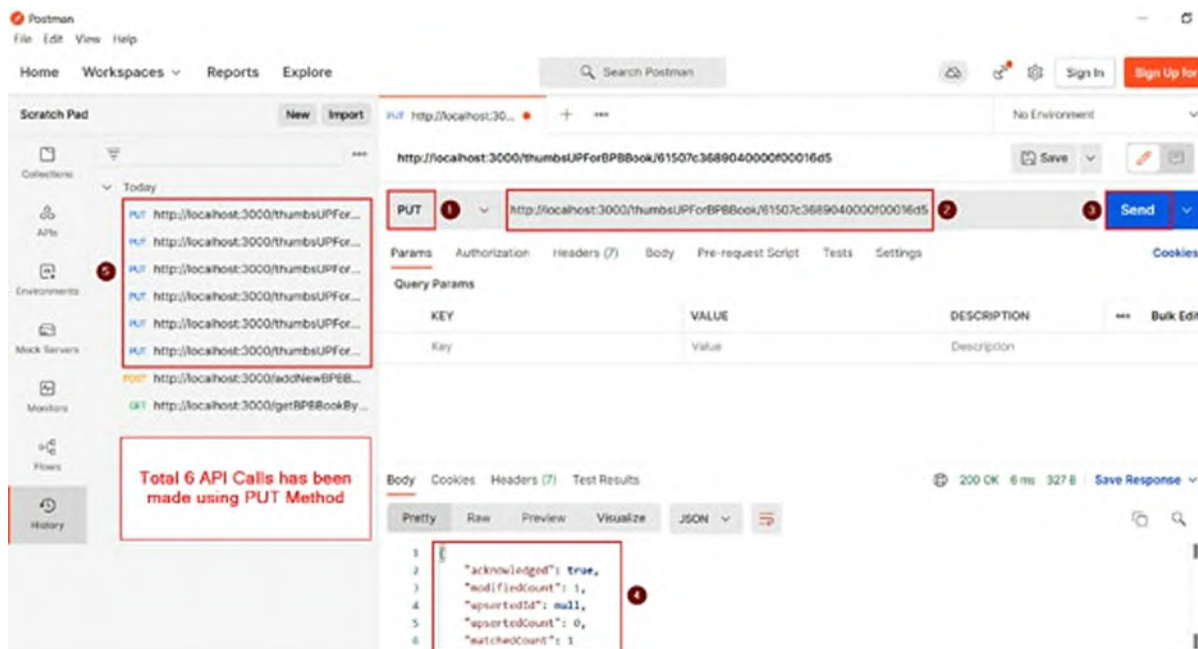 Postman
File Edit View Help
Home Workspaces Reports Explore
Search Postman
Sign In
Sign Up for
Scratch Pad
New Import
PUT http://localhost:30...
No Environment
Collections
APIs
Environments
Mock Servers
Monitors
Flows
History
Today
PUT http://localhost:3000/thumbsUPFor...
PUT http://localhost:3000/thumbsUPFor...
PUT http://localhost:3000/thumbsUPFor...
PUT http://localhost:3000/thumbsUPFor...
PUT http://localhost:3000/thumbsUPFor...
PUT http://localhost:3000/thumbsUPFor...
POST http://localhost:3000/addNewBPBB...
GET http://localhost:3000/getBPBBookBy...
5
Total 6 API Calls has been
made using PUT Method
http://localhost:3000/thumbsUPForBPBBook/61507c3689040000f00016d5
Save
PUT 1 http://localhost:3000/thumbsUPForBPBBook/61507c3689040000f00016d5 2 3 Send
Params Authorization Headers (7) Body Pre-request Script Tests Settings Cookies
Query Params
KEY VALUE DESCRIPTION Bulk Edit
Key Value Description
Body Cookies Headers (7) Test Results 200 OK 6 ms 327 B Save Response
Pretty Raw Preview Visualize JSON
1 {
2 "acknowledged": true,
3 "modifiedCount": 1,
4 "upsertedId": null,
5 "upsertedCount": 0,
6 "matchedCount": 1
4